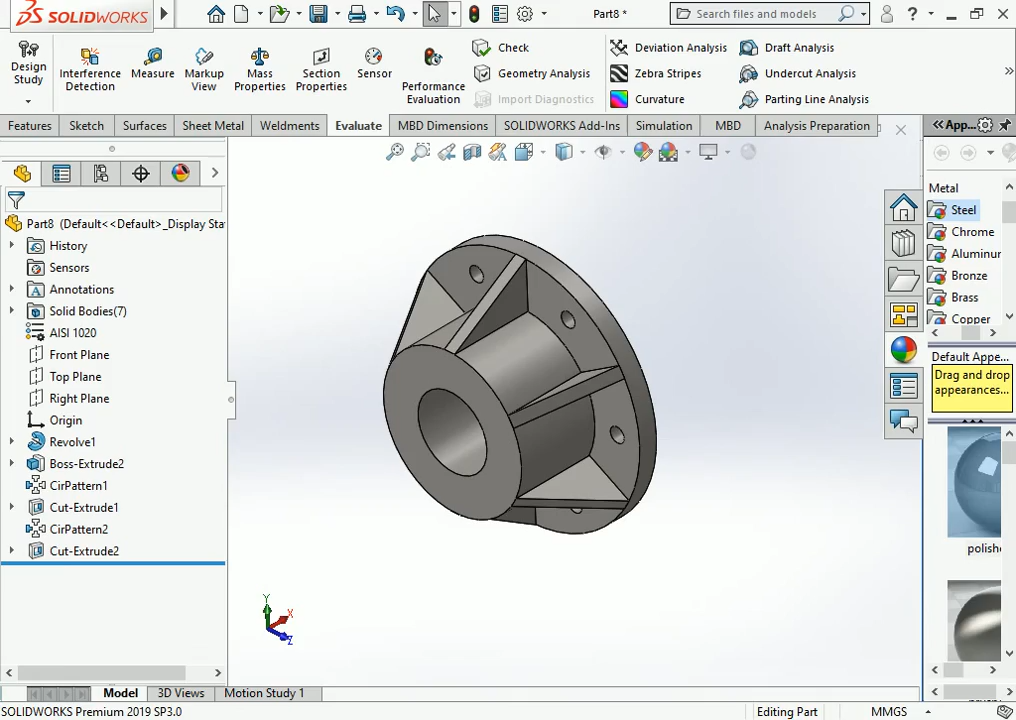 SOLIDWORKS
Part8 *
Search files and models
?
Design Study
Interference Detection
Measure
Markup View
Mass Properties
Section Properties
Sensor
Performance Evaluation
Check
Geometry Analysis
Import Diagnostics
Deviation Analysis
Zebra Stripes
Curvature
Draft Analysis
Undercut Analysis
Parting Line Analysis
Features
Sketch
Surfaces
Sheet Metal
Weldments
Evaluate
MBD Dimensions
SOLIDWORKS Add-Ins
Simulation
MBD
Analysis Preparation
App...
Part8 (Default<<Default>_Display Sta
History
Sensors
Annotations
Solid Bodies(7)
AISI 1020
Front Plane
Top Plane
Right Plane
Origin
Revolve1
Boss-Extrude2
CirPattern1
Cut-Extrude1
CirPattern2
Cut-Extrude2
Y
X
Z
Metal
Steel
Chrome
Aluminum
Bronze
Brass
Copper
Default Appe...
Drag and drop
appearances...
polishe
Model
3D Views
Motion Study 1
SOLIDWORKS Premium 2019 SP3.0
Editing Part
MMGS